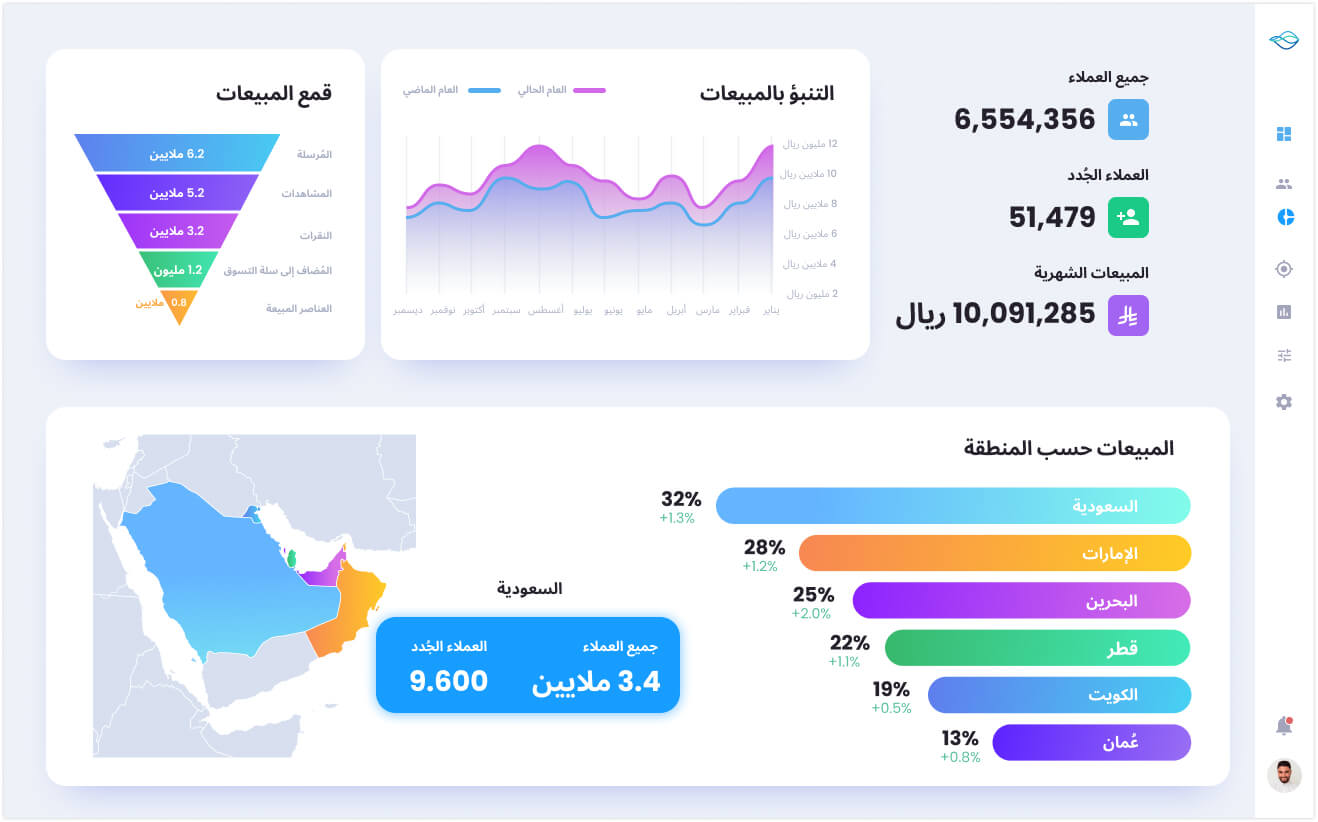 جميع العملاء
6,554,356
العملاء الجُدد
51,479
المبيعات الشهرية
10,091,285 ريال
التنبؤ بالمبيعات
العام الحالي
العام الماضي
12 مليون ريال
10 ملايين ريال
8 ملايين ريال
6 ملايين ريال
4 ملايين ريال
2 مليون ريال
يناير فبراير مارس أبريل مايو يونيو يوليو أغسطس سبتمبر أكتوبر نوفمبر ديسمبر
قمع المبيعات
المُرسلة 6.2 ملايين
المشاهدات 5.2 ملايين
النقرات 3.2 ملايين
المُضاف إلى سلة التسوق 1.2 مليون
العناصر المبيعة 0.8 ملايين
المبيعات حسب المنطقة
السعودية 32%
+1.3%
الإمارات 28%
+1.2%
البحرين 25%
+2.0%
قطر 22%
+1.1%
الكويت 19%
+0.5%
عُمان 13%
+0.8%
السعودية
جميع العملاء العملاء الجُدد
3.4 ملايين 9.600